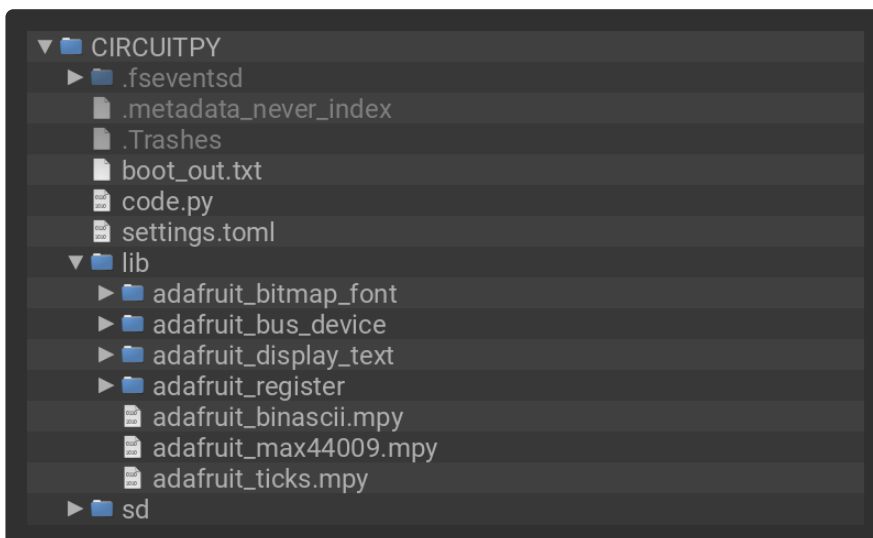 CIRCUITPY
.fseventsd
.metadata_never_index
.Trashes
boot_out.txt
code.py
settings.toml
lib
adafruit_bitmap_font
adafruit_bus_device
adafruit_display_text
adafruit_register
adafruit_binascii.mpy
adafruit_max44009.mpy
adafruit_ticks.mpy
sd